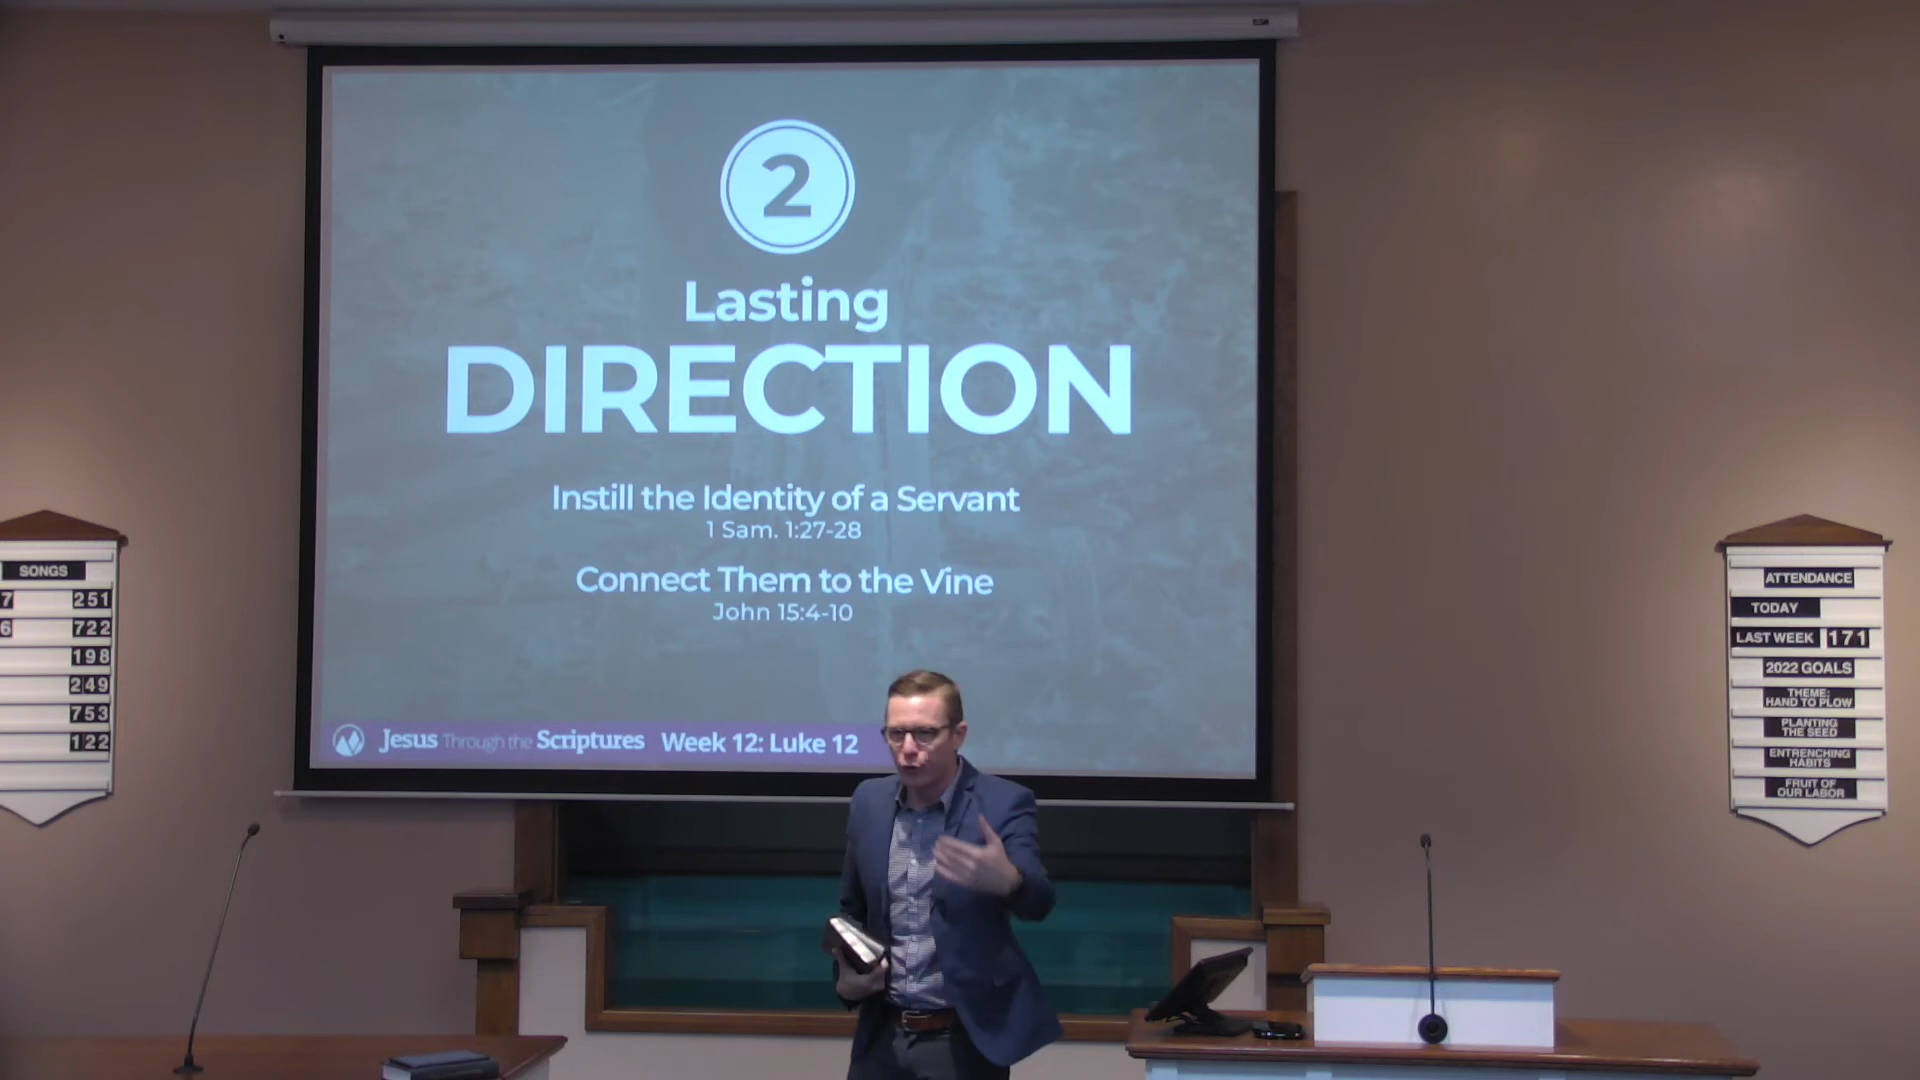 2
Lasting
DIRECTION
Instill the Identity of a Servant
1 Sam. 1:27-28
Connect Them to the Vine
John 15:4-10
Jesus Through the Scriptures Week 12: Luke 12
SONGS
7 251
6 722
198
249
753
122
ATTENDANCE
TODAY
LAST WEEK 171
2022 GOALS
THEME:
HAND TO PLOW
PLANTING
THE SEED
ENTRENCHING
HABITS
FRUIT OF
OUR LABOR